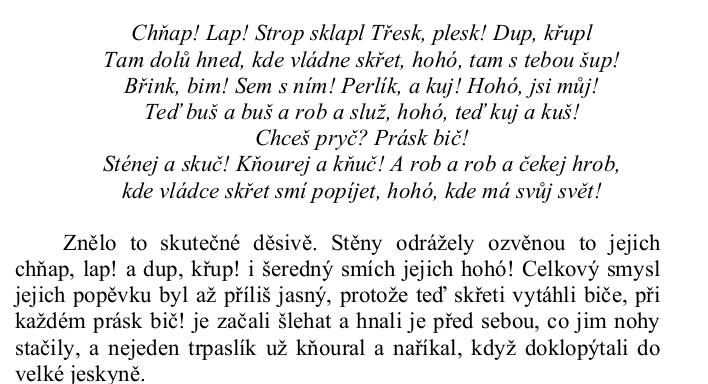 Chňap! Lap! Strop sklapl Třesk, plesk! Dup, křupl
Tam dolů hned, kde vládne skřet, hohó, tam s tebou šup!
Břink, bim! Sem s ním! Perlík, a kuj! Hohó, jsi můj!
Teď buš a buš a rob a služ, hohó, teď kuj a kuš!
Chceš pryč? Prásk bič!
Sténej a skuč! Kňourej a kňuč! A rob a rob a čekej hrob,
kde vládce skřet smí popíjet, hohó, kde má svůj svět!
Znělo to skutečné děsivě. Stěny odrážely ozvěnou to jejich
chňap, lap! a dup, křup! i šeredný smích jejich hohó! Celkový smysl
jejich popěvku byl až příliš jasný, protože teď skřeti vytáhli biče, při
každém prásk bič! je začali šlehat a hnali je před sebou, co jim nohy
stačily, a nejeden trpaslík už kňoural a naříkal, když doklopýtali do
velké jeskyně.